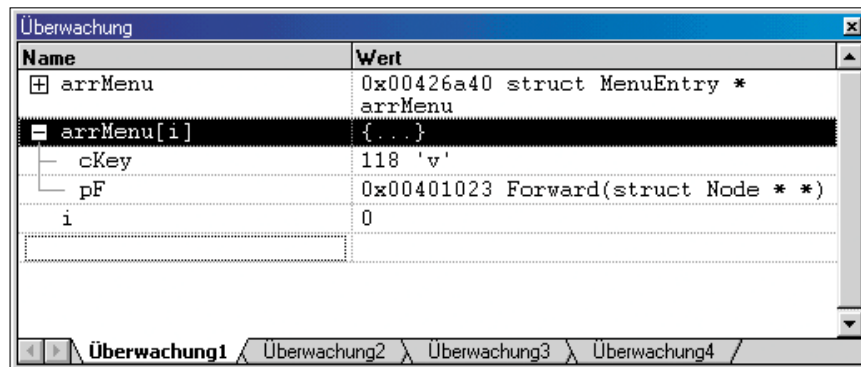 Überwachung
Name Wert
arrMenu 0x00426a40 struct MenuEntry *
arrMenu
arrMenu[i] {...}
cKey 118 'v'
pF 0x00401023 Forward(struct Node * *)
i 0
Überwachung1 Überwachung2 Überwachung3 Überwachung4